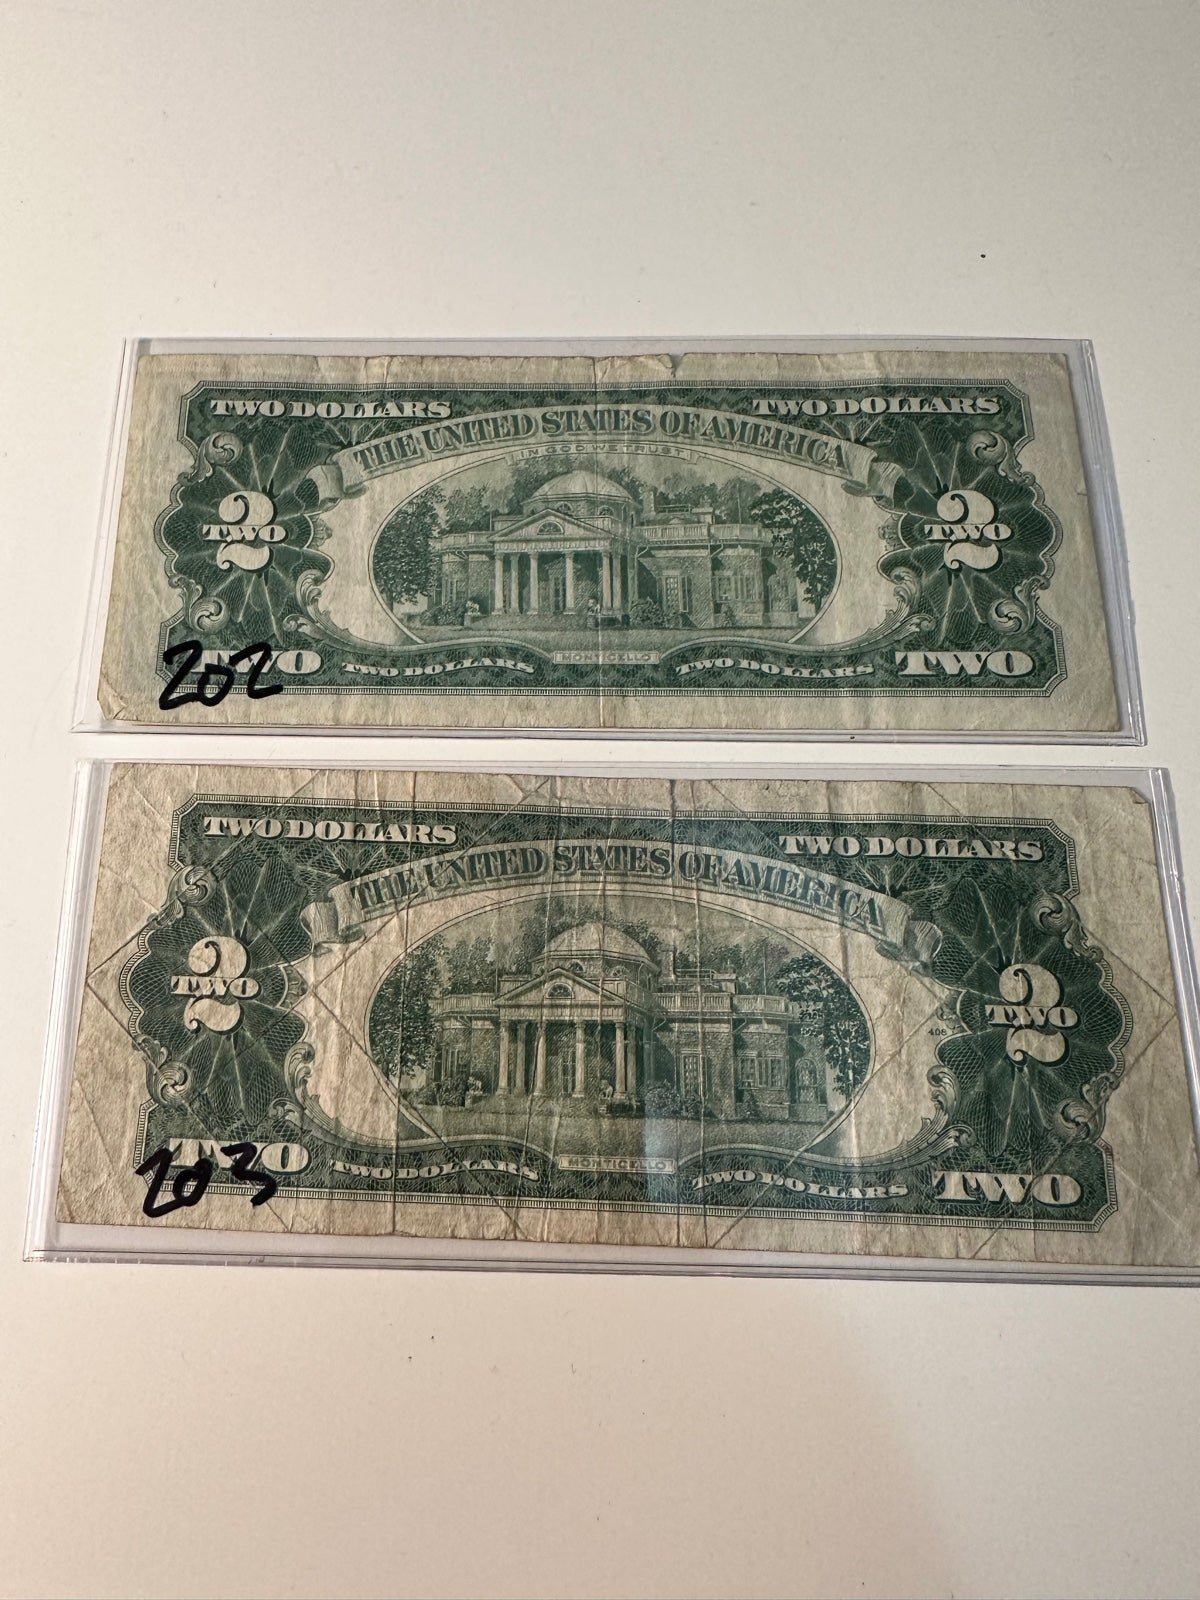 TWO DOLLARS TWO DOLLARS
THE UNITED STATES OF AMERICA
IN GOD WE TRUST
2 2
TWO TWO
TWO TWO DOLLARS MONTICELLO TWO DOLLARS TWO
202
TWO DOLLARS TWO DOLLARS
THE UNITED STATES OF AMERICA
2 2
TWO TWO
TWO TWO DOLLARS MONTICELLO TWO DOLLARS TWO
203